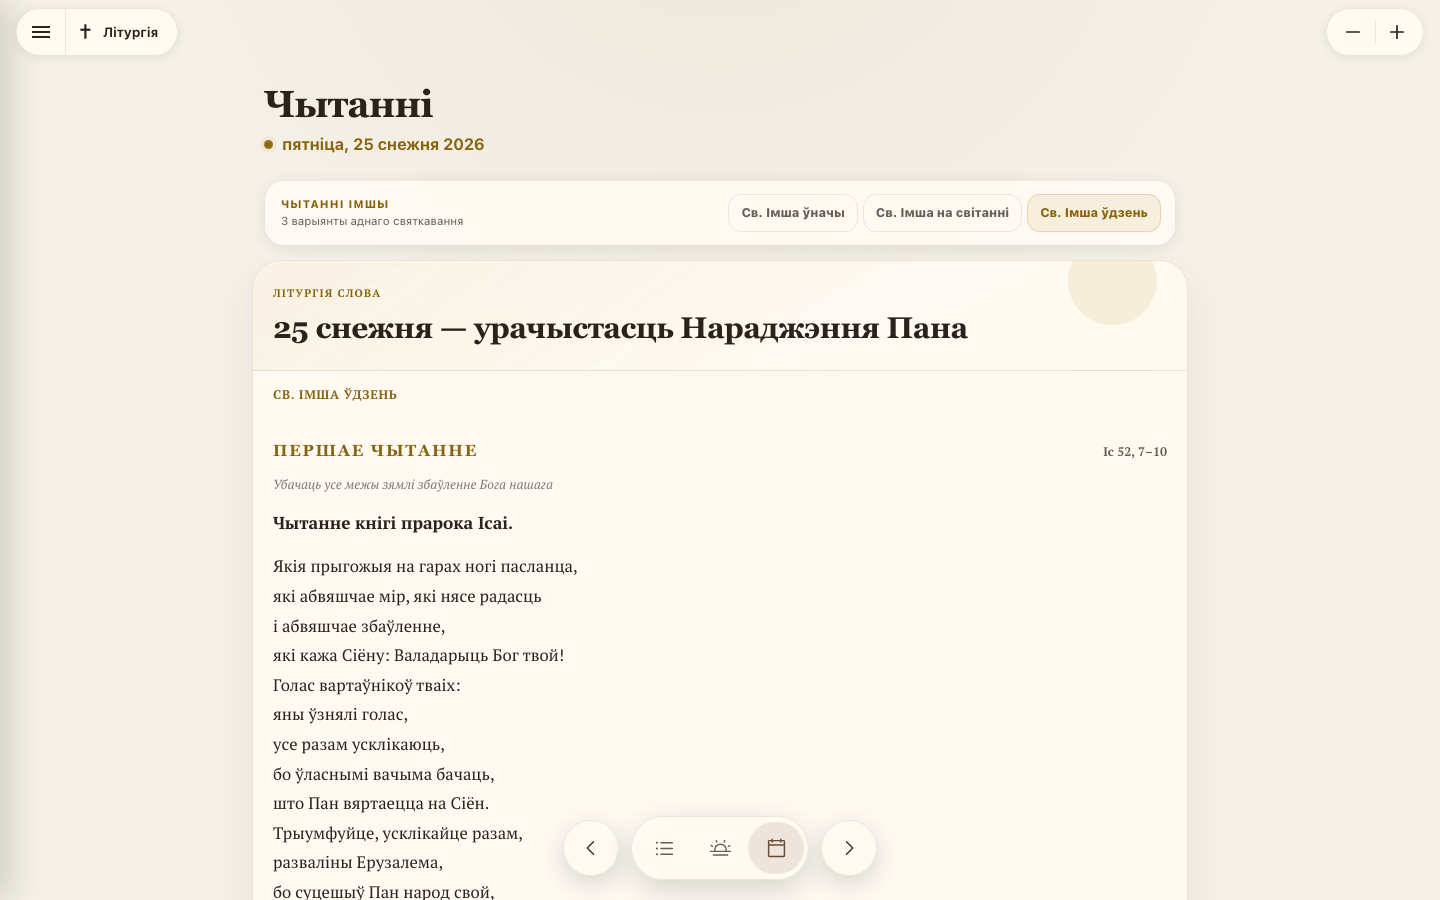 Літургія
Чытанні
пятніца, 25 снежня 2026
ЧЫТАННІ ІМШЫ
3 варыянты аднаго святкавання
Св. Імша ўначы
Св. Імша на світанні
Св. Імша ўдзень
ЛІТУРГІЯ СЛОВА
25 снежня — урачыстасць Нараджэння Пана
СВ. ІМША ЎДЗЕНЬ
ПЕРШАЕ ЧЫТАННЕ
Іс 52, 7–10
Убачаць усе межы зямлі збаўленне Бога нашага
Чытанне кнігі прарока Ісаі.
Якія прыгожыя на гарах ногі пасланца,
які абвяшчае мір, які нясе радасць
і абвяшчае збаўленне,
які кажа Сіёну: Валадарыць Бог твой!
Голас вартаўнікоў тваіх:
яны ўзнялі голас,
усе разам усклікаюць,
бо ўласнымі вачыма бачаць,
што Пан вяртаецца на Сіён.
Трыумфуйце, усклікайце разам,
разваліны Ерузалема,
бо суцешыў Пан народ свой,